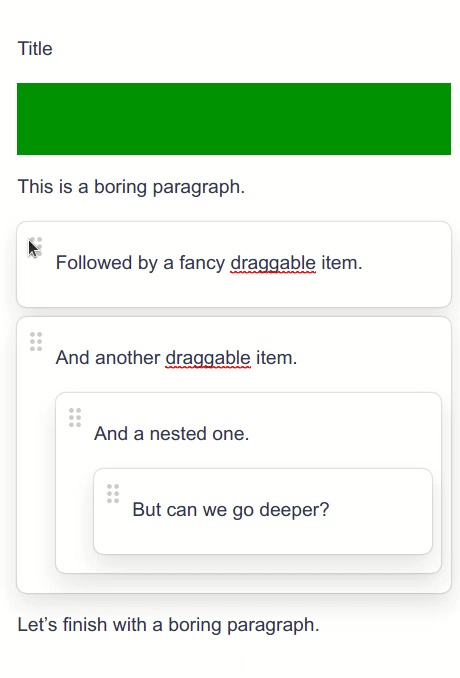 Title
This is a boring paragraph.
Followed by a fancy draggable item.
And another draggable item.
And a nested one.
But can we go deeper?
Let’s finish with a boring paragraph.